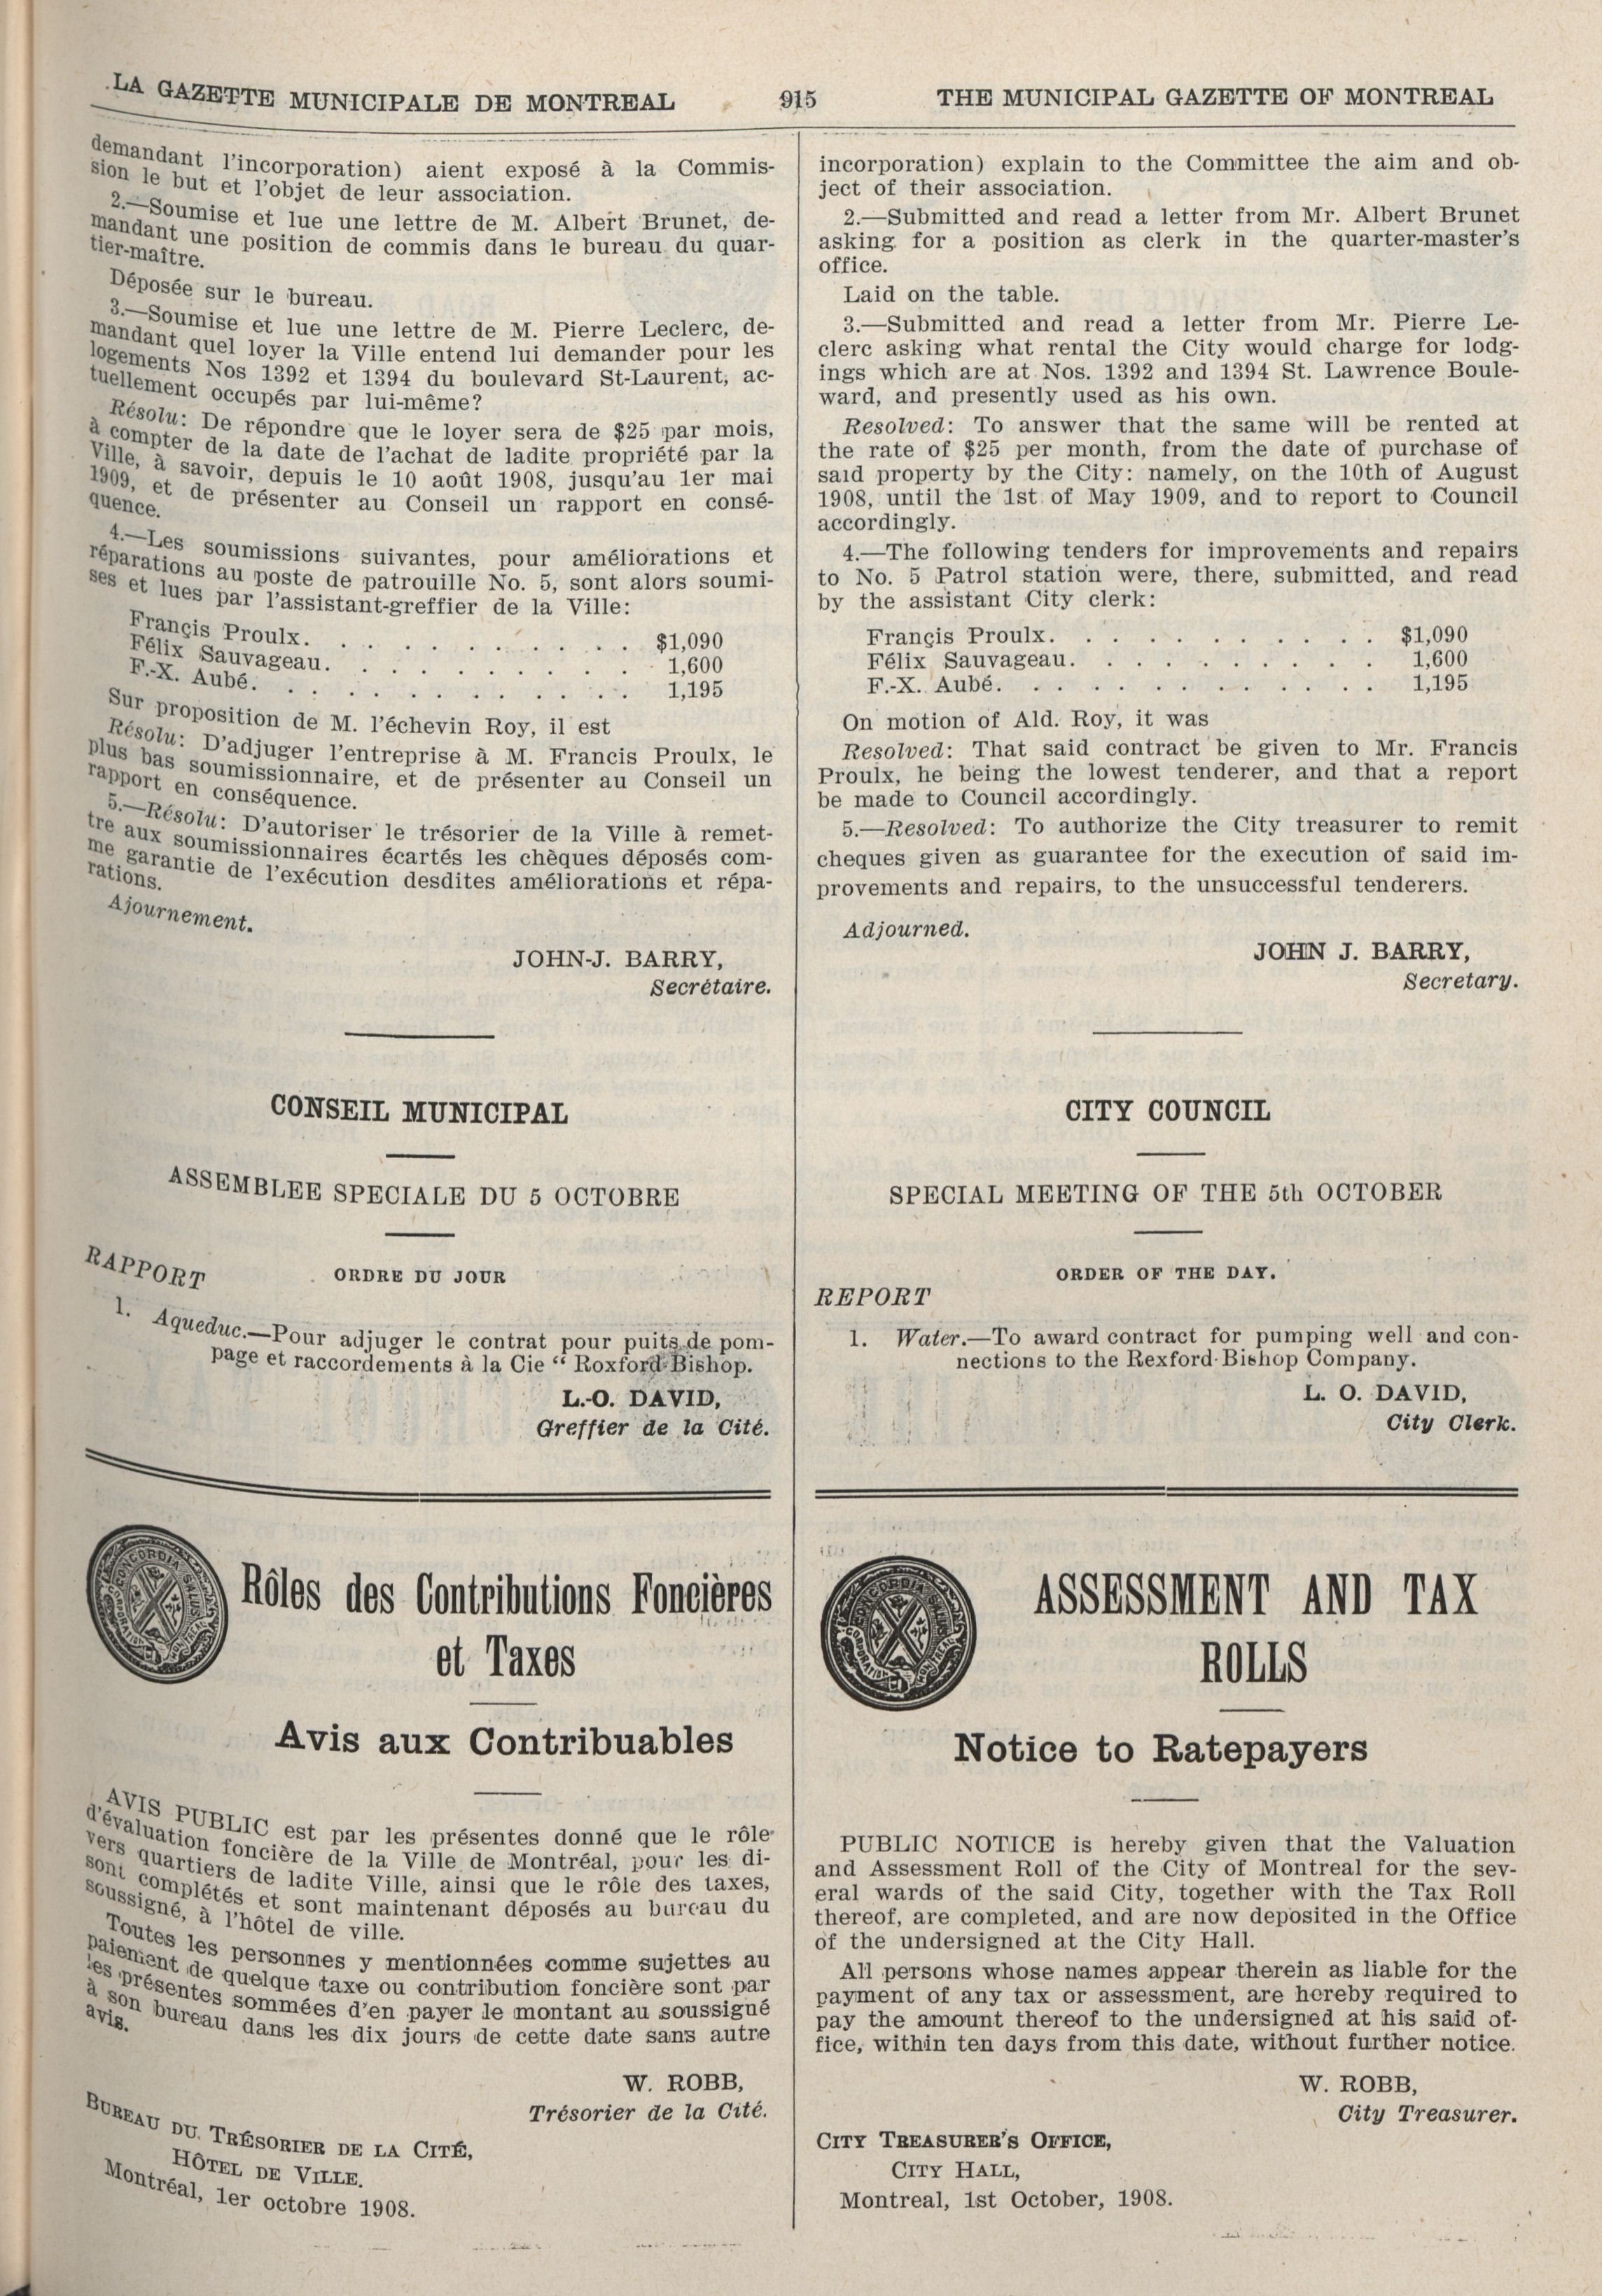 LA GAZETTE MUNICIPALE DE MONTREAL
915
THE MUNICIPAL GAZETTE OF MONTREAL
demandant l'incorporation) aient exposé à la Commis-
sion le but et l'objet de leur association.
2.—Soumise et lue une lettre de M. Albert Brunet, de-
mandant une position de commis dans le bureau du quar-
tier-maître.
Déposée sur le bureau.
3.—Soumise et lue une lettre de M. Pierre Leclerc, de-
mandant quel loyer la Ville entend lui demander pour les
logements Nos 1392 et 1394 du boulevard St-Laurent, ac-
tuellement occupés par lui-même?
Résolu: De répondre que le loyer sera de $25 par mois,
à compter de la date de l'achat de ladite propriété par la
Ville, à savoir, depuis le 10 août 1908, jusqu'au 1er mai
1909, et de présenter au Conseil un rapport en consé-
quence.
4.—Les soumissions suivantes, pour améliorations et
réparations au poste de patrouille No. 5, sont alors soumi-
ses et lues par l'assistant-greffier de la Ville:
Francis Proulx. . . . . . . . . . . . $1,090
Félix Sauvageau. . . . . . . . . . . 1,600
F.-X. Aubé. . . . . . . . . . . . . 1,195
Sur proposition de M. l'échevin Roy, il est
Résolu: D'adjuger l'entreprise à M. Francis Proulx, le
plus bas soumissionnaire, et de présenter au Conseil un
rapport en conséquence.
5.—Résolu: D'autoriser le trésorier de la Ville à remet-
tre aux soumissionnaires écartés les chèques déposés com-
me garantie de l'exécution desdites améliorations et répa-
rations.
Ajournement.
JOHN-J. BARRY,
Secrétaire.
CONSEIL MUNICIPAL
ASSEMBLEE SPECIALE DU 5 OCTOBRE
ORDRE DU JOUR
RAPPORT
1. Aqueduc.—Pour adjuger le contrat pour puits de pom-
page et raccordements à la Cie “ Roxford-Bishop.
L.-O. DAVID,
Greffier de la Cité.
Rôles des Contributions Foncières
et Taxes
Avis aux Contribuables
AVIS PUBLIC est par les présentes donné que le rôle
d'évaluation foncière de la Ville de Montréal, pour les di-
vers quartiers de ladite Ville, ainsi que le rôle des taxes,
sont complétés et sont maintenant déposés au bureau du
soussigné, à l'hôtel de ville.
Toutes les personnes y mentionnées comme sujettes au
paiement de quelque taxe ou contribution foncière sont par
les présentes sommées d'en payer le montant au soussigné
à son bureau dans les dix jours de cette date sans autre
avis.
W. ROBB,
Trésorier de la Cité.
BUREAU DU TRÉSORIER DE LA CITÉ,
HÔTEL DE VILLE.
Montréal, 1er octobre 1908.
incorporation) explain to the Committee the aim and ob-
ject of their association.
2.—Submitted and read a letter from Mr. Albert Brunet
asking for a position as clerk in the quarter-master's
office.
Laid on the table.
3.—Submitted and read a letter from Mr. Pierre Le-
clerc asking what rental the City would charge for lodg-
ings which are at Nos. 1392 and 1394 St. Lawrence Boule-
ward, and presently used as his own.
Resolved: To answer that the same will be rented at
the rate of $25 per month, from the date of purchase of
said property by the City: namely, on the 10th of August
1908, until the 1st of May 1909, and to report to Council
accordingly.
4.—The following tenders for improvements and repairs
to No. 5 Patrol station were, there, submitted, and read
by the assistant City clerk:
Françis Proulx. . . . . . . . . . . . $1,090
Félix Sauvageau. . . . . . . . . . . 1,600
F.-X. Aubé. . . . . . . . . . . . . 1,195
On motion of Ald. Roy, it was
Resolved: That said contract be given to Mr. Francis
Proulx, he being the lowest tenderer, and that a report
be made to Council accordingly.
5.—Resolved: To authorize the City treasurer to remit
cheques given as guarantee for the execution of said im-
provements and repairs, to the unsuccessful tenderers.
Adjourned.
JOHN J. BARRY,
Secretary.
CITY COUNCIL
SPECIAL MEETING OF THE 5th OCTOBER
ORDER OF THE DAY.
REPORT
1. Water.—To award contract for pumping well and con-
nections to the Rexford-Bishop Company.
L. O. DAVID,
City Clerk.
CONCORDIA SALUS
ASSESSMENT AND TAX
ROLLS
Notice to Ratepayers
PUBLIC NOTICE is hereby given that the Valuation
and Assessment Roll of the City of Montreal for the sev-
eral wards of the said City, together with the Tax Roll
thereof, are completed, and are now deposited in the Office
of the undersigned at the City Hall.
All persons whose names appear therein as liable for the
payment of any tax or assessment, are hereby required to
pay the amount thereof to the undersigned at his said of-
fice, within ten days from this date, without further notice.
W. ROBB,
City Treasurer.
CITY TREASURER'S OFFICE,
CITY HALL,
Montreal, 1st October, 1908.